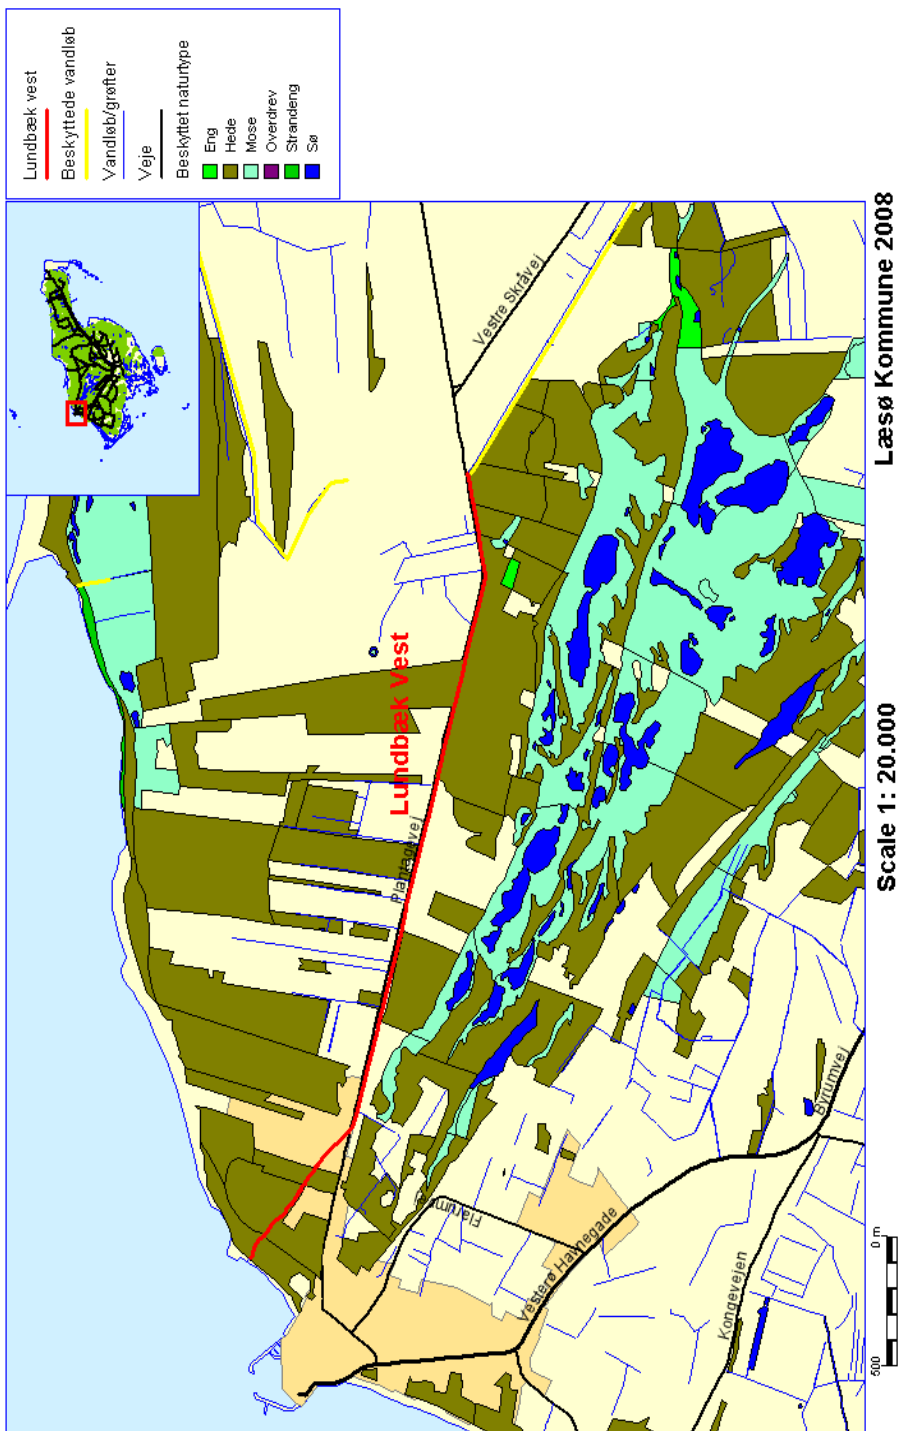 Lundbæk vest
Beskyttede vandløb
Vandløb/grøfter
Veje
Beskyttet naturtype
Eng
Hede
Mose
Overdrev
Strandeng
Sø
Vestre Skråvej
Lundbæk Vest
Plantagevej
Vesterø Havnegade
Byrumvej
Kongevejen
500
0 m
Scale 1: 20.000
Læsø Kommune 2008